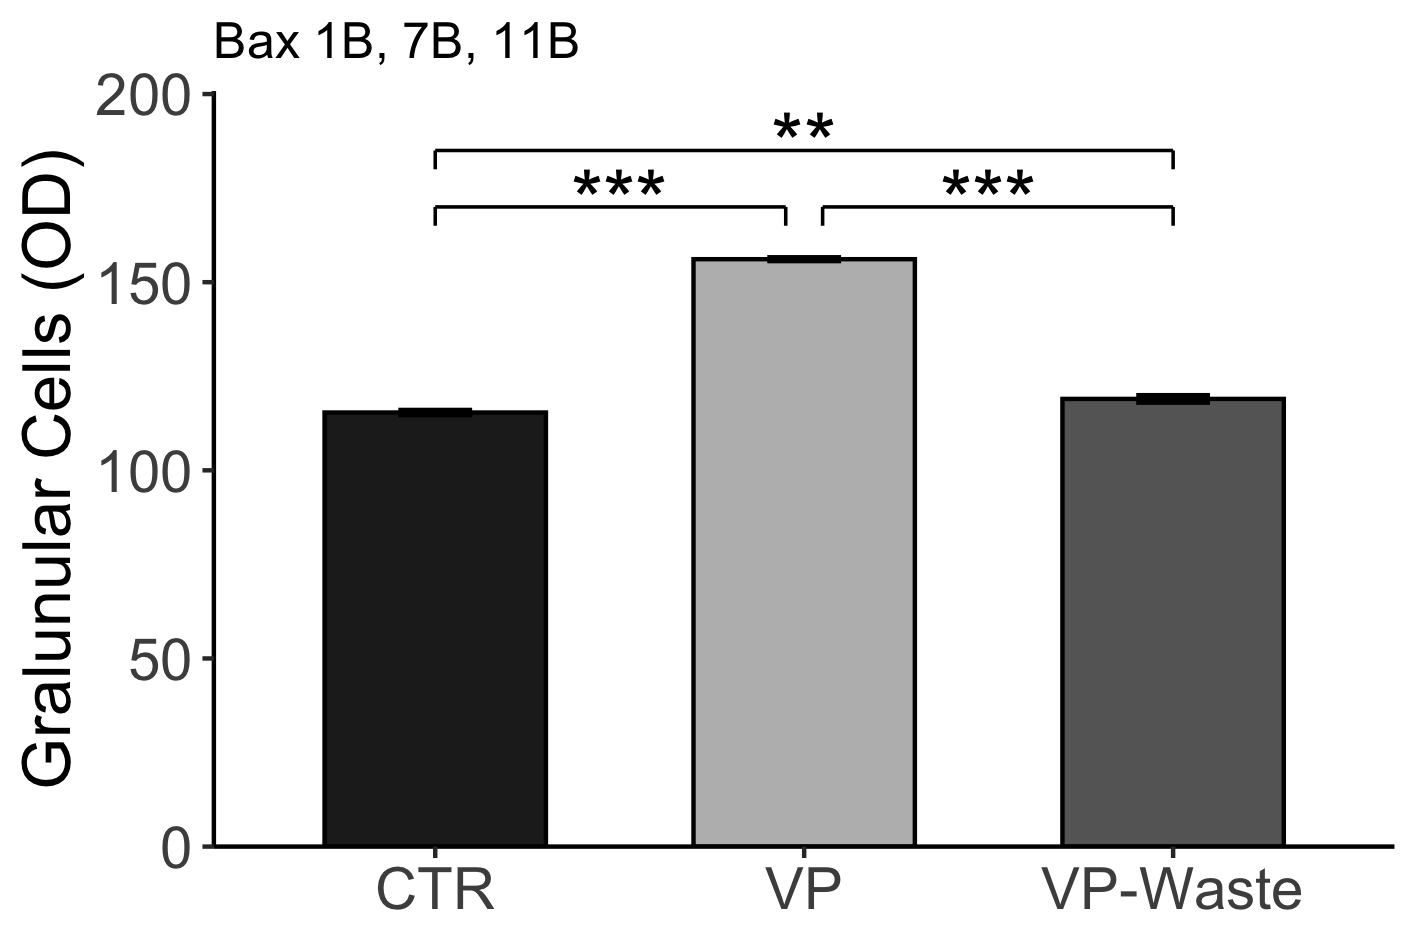 Bax 1B, 7B, 11B
Gralunular Cells (OD)
200
150
100
50
0
**
***
***
CTR
VP
VP-Waste